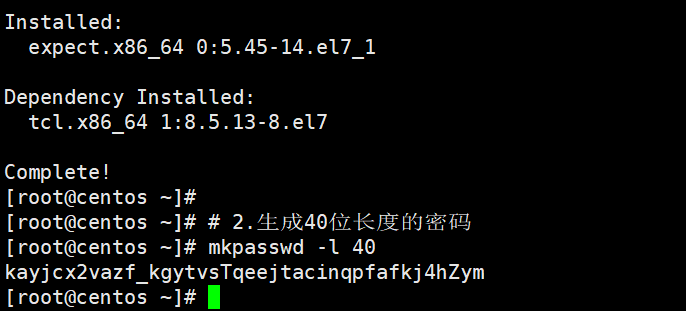 Installed:
  expect.x86_64 0:5.45-14.el7_1

Dependency Installed:
  tcl.x86_64 1:8.5.13-8.el7

Complete!
[root@centos ~]#
[root@centos ~]# # 2.生成40位长度的密码
[root@centos ~]# mkpasswd -l 40
kayjcx2vazf_kgytvsTqeejtacinqpfafkj4hZym
[root@centos ~]#